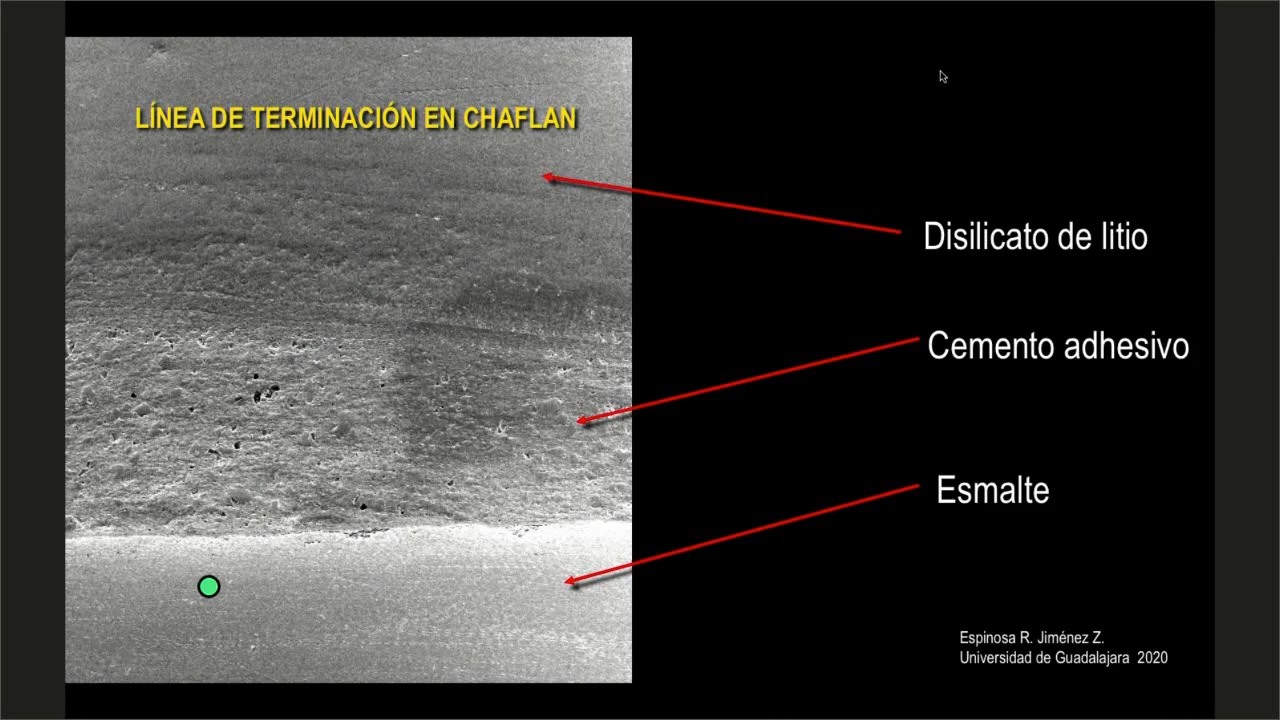 LÍNEA DE TERMINACIÓN EN CHAFLAN
Disilicato de litio
Cemento adhesivo
Esmalte
Espinosa R. Jiménez Z.
Universidad de Guadalajara 2020